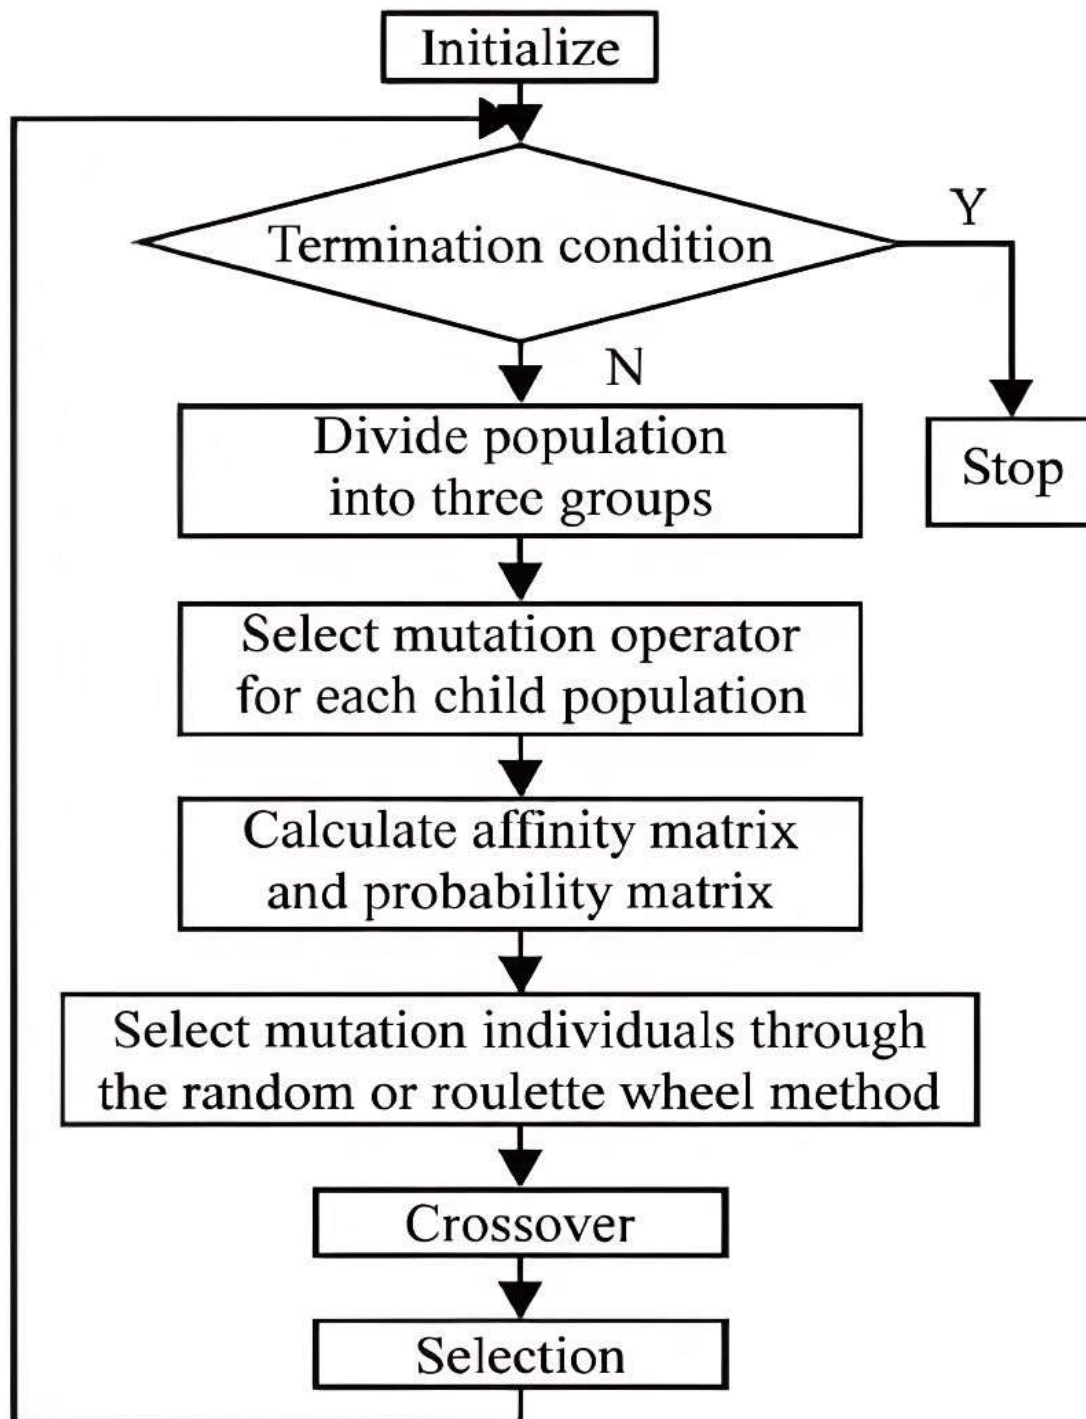 Initialize
Termination condition
Y
N
Divide population
into three groups
Stop
Select mutation operator
for each child population
Calculate affinity matrix
and probability matrix
Select mutation individuals through
the random or roulette wheel method
Crossover
Selection